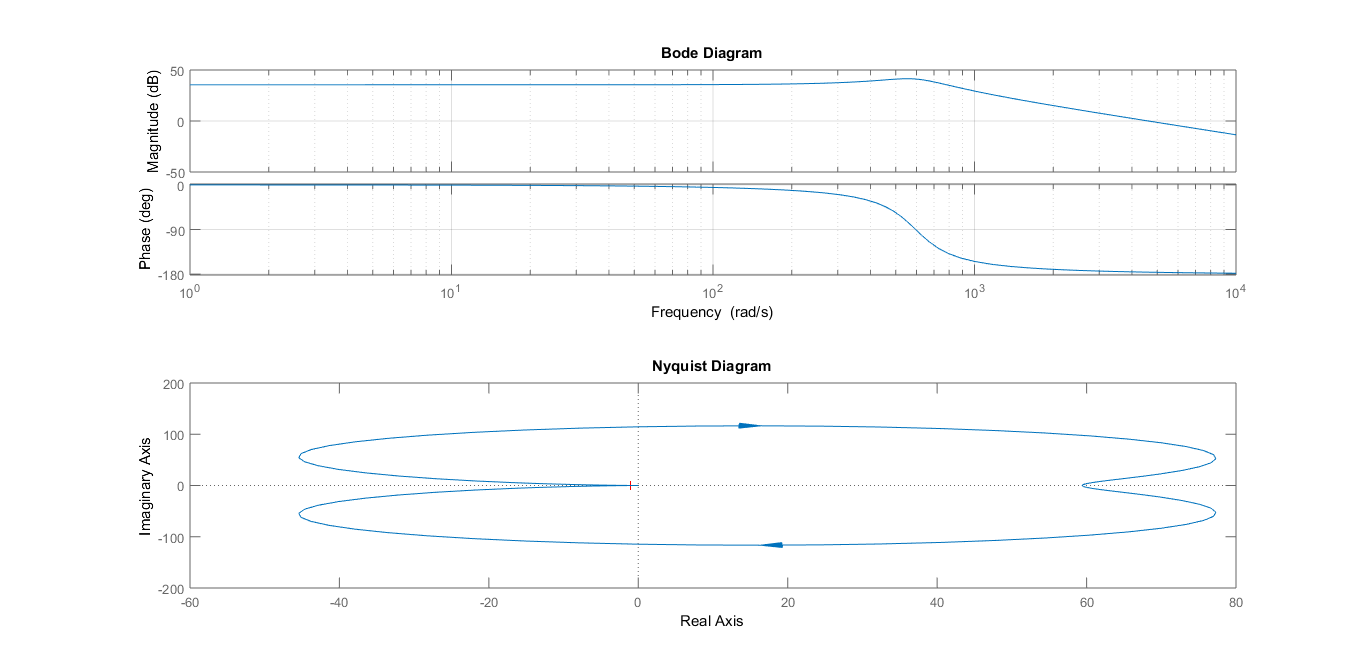 Bode Diagram
Magnitude (dB)
50
0
-50
Phase (deg)
0
-90
-180
10^0 10^1 10^2 10^3 10^4
Frequency (rad/s)
Nyquist Diagram
Imaginary Axis
200
100
0
-100
-200
-60 -40 -20 0 20 40 60 80
Real Axis